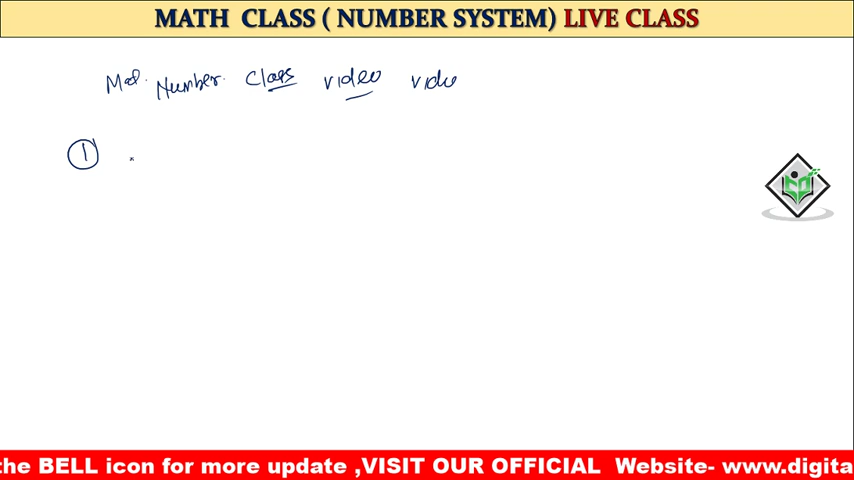 MATH CLASS ( NUMBER SYSTEM) LIVE CLASS
Number. Class video
1
the BELL icon for more update ,VISIT OUR OFFICIAL Website- www.digita